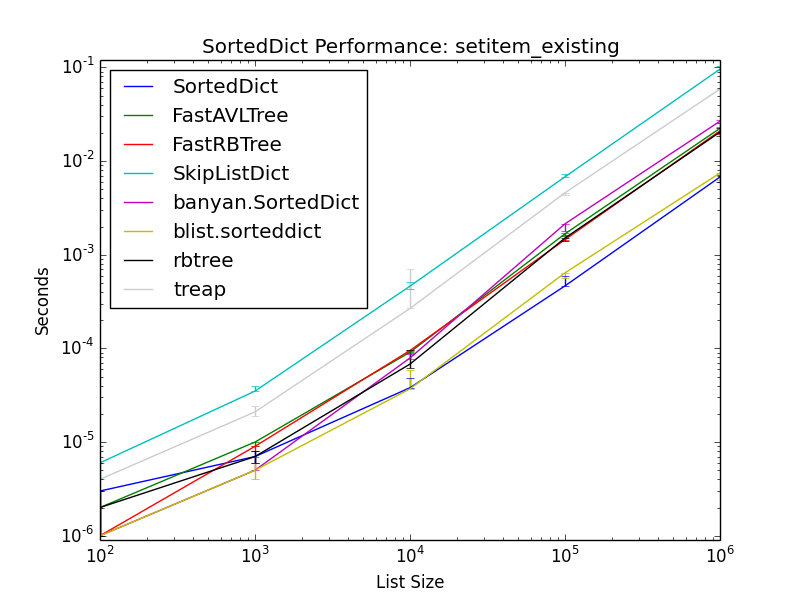 SortedDict Performance: setitem_existing
10^-1
10^-2
10^-3
10^-4
10^-5
10^-6
Seconds
SortedDict
FastAVLTree
FastRBTree
SkipListDict
banyan.SortedDict
blist.sorteddict
rbtree
treap
10^2
10^3
10^4
10^5
10^6
List Size